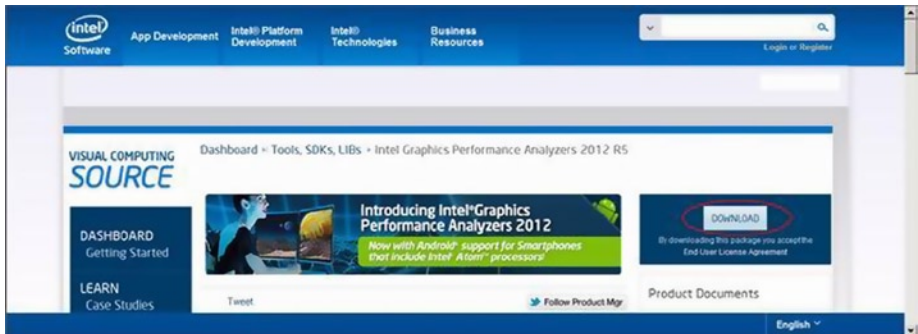 intel
Software
App Development
Intel® Platform
Development
Intel®
Technologies
Business
Resources
Login or Register
VISUAL COMPUTING
SOURCE
Dashboard » Tools, SDKs, LIBs » Intel Graphics Performance Analyzers 2012 R5
DASHBOARD
Getting Started
LEARN
Case Studies
Introducing Intel®Graphics
Performance Analyzers 2012
Now with Android* support for Smartphones
that include Intel® Atom™ processors!
Tweet
Follow Product Mgr
DOWNLOAD
By downloading this package you accept the
End User License Agreement
Product Documents
English